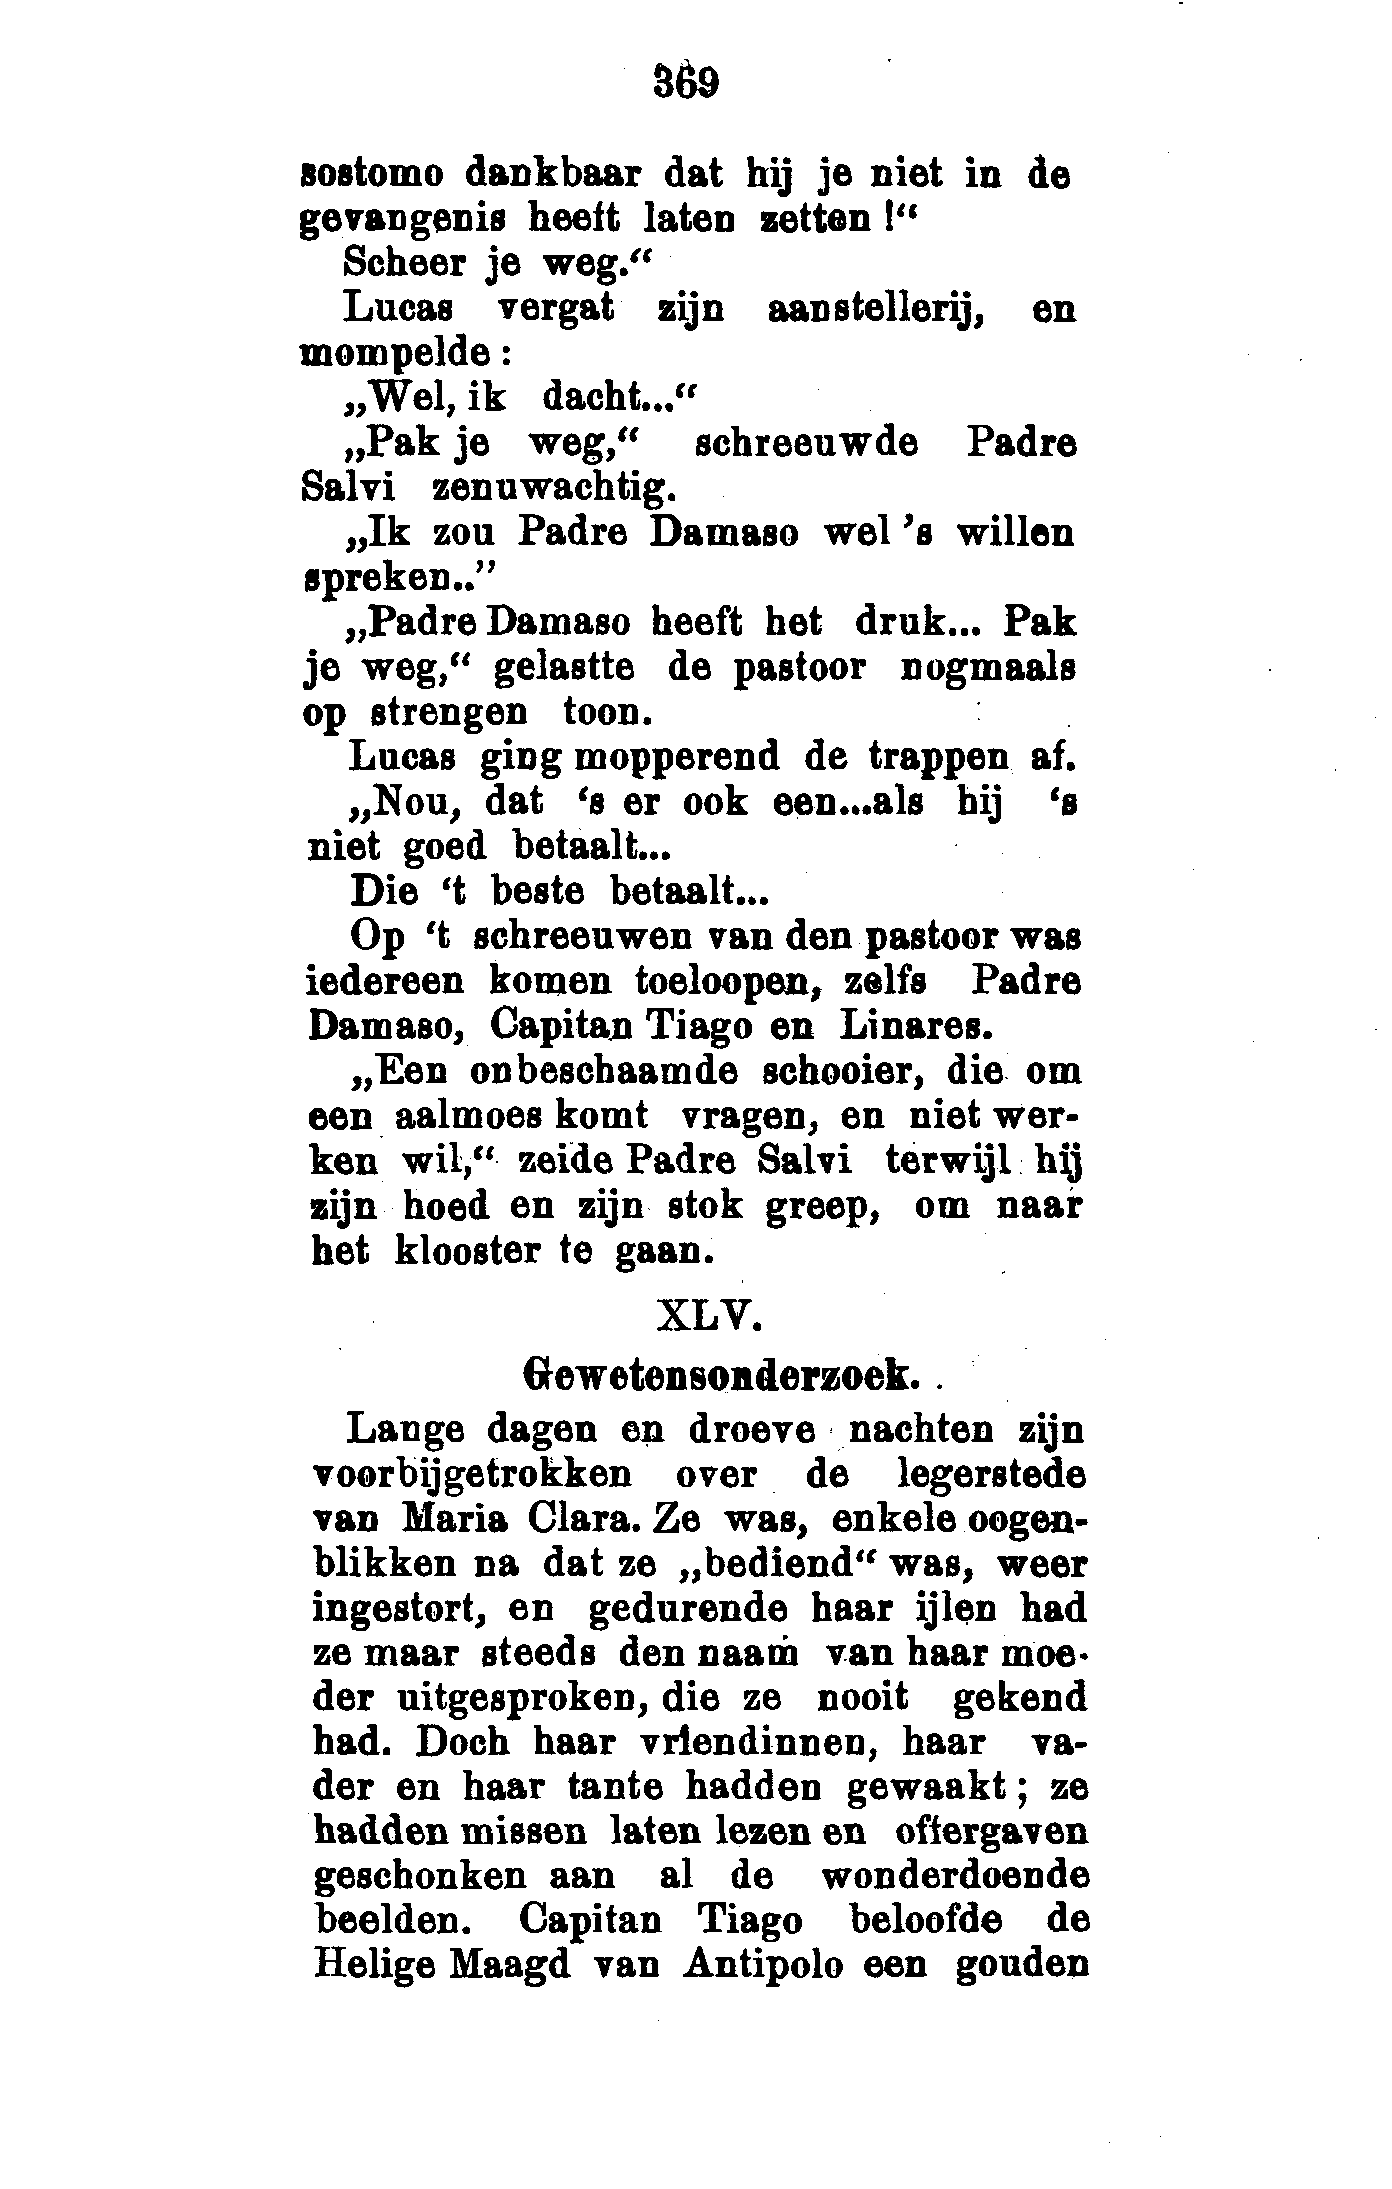 369
sostomo dankbaar dat hij je niet in de
gevangenis heeft laten zetten !“
Scheer je weg.“
Lucas vergat zijn aanstellerij, en
mompelde :
„Wel, ik dacht...“
„Pak je weg,“ schreeuwde Padre
Salvi zenuwachtig.
„Ik zou Padre Damaso wel ’s willen
spreken..”
„Padre Damaso heeft het druk... Pak
je weg,“ gelastte de pastoor nogmaals
op strengen toon.
Lucas ging mopperend de trappen af.
„Nou, dat ‘s er ook een...als hij ‘s
niet goed betaalt...
Die ‘t beste betaalt...
Op ‘t schreeuwen van den pastoor was
iedereen komen toeloopen, zelfs Padre
Damaso, Capitan Tiago en Linares.
„Een onbeschaamde schooier, die om
een aalmoes komt vragen, en niet wer-
ken wil,“ zeide Padre Salvi terwijl hij
zijn hoed en zijn stok greep, om naar
het klooster te gaan.
XLV.
Gewetensonderzoek.
Lange dagen en droeve nachten zijn
voorbijgetrokken over de legerstede
van Maria Clara. Ze was, enkele oogen-
blikken na dat ze „bediend“ was, weer
ingestort, en gedurende haar ijlen had
ze maar steeds den naam van haar moe-
der uitgesproken, die ze nooit gekend
had. Doch haar vriendinnen, haar va-
der en haar tante hadden gewaakt ; ze
hadden missen laten lezen en offergaven
geschonken aan al de wonderdoende
beelden. Capitan Tiago beloofde de
Helige Maagd van Antipolo een gouden